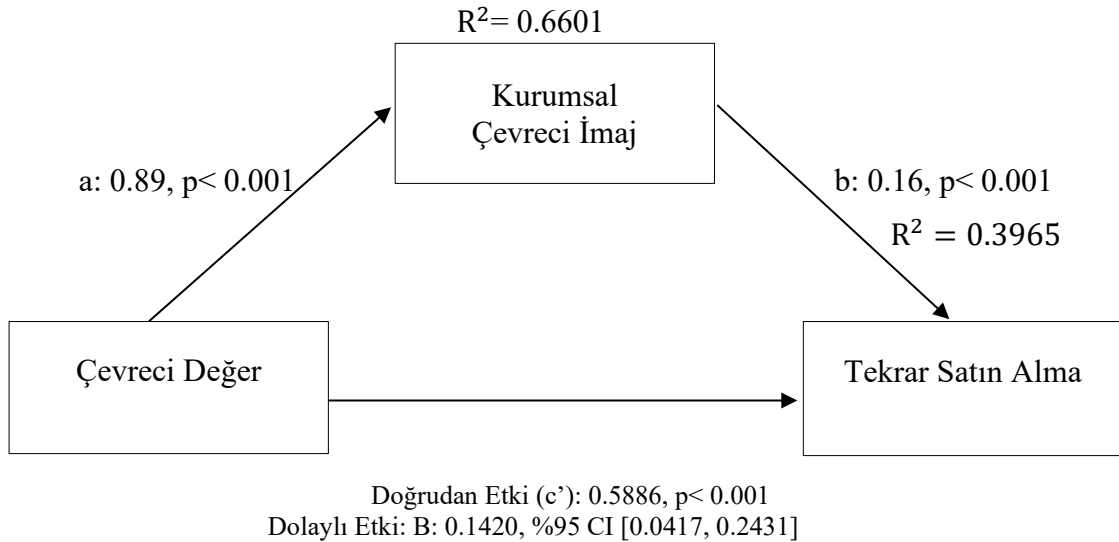 R²= 0.6601
Kurumsal
Çevreci İmaj
a: 0.89, p< 0.001
b: 0.16, p< 0.001
R² = 0.3965
Çevreci Değer
Tekrar Satın Alma
Doğrudan Etki (c’): 0.5886, p< 0.001
Dolaylı Etki: B: 0.1420, %95 CI [0.0417, 0.2431]